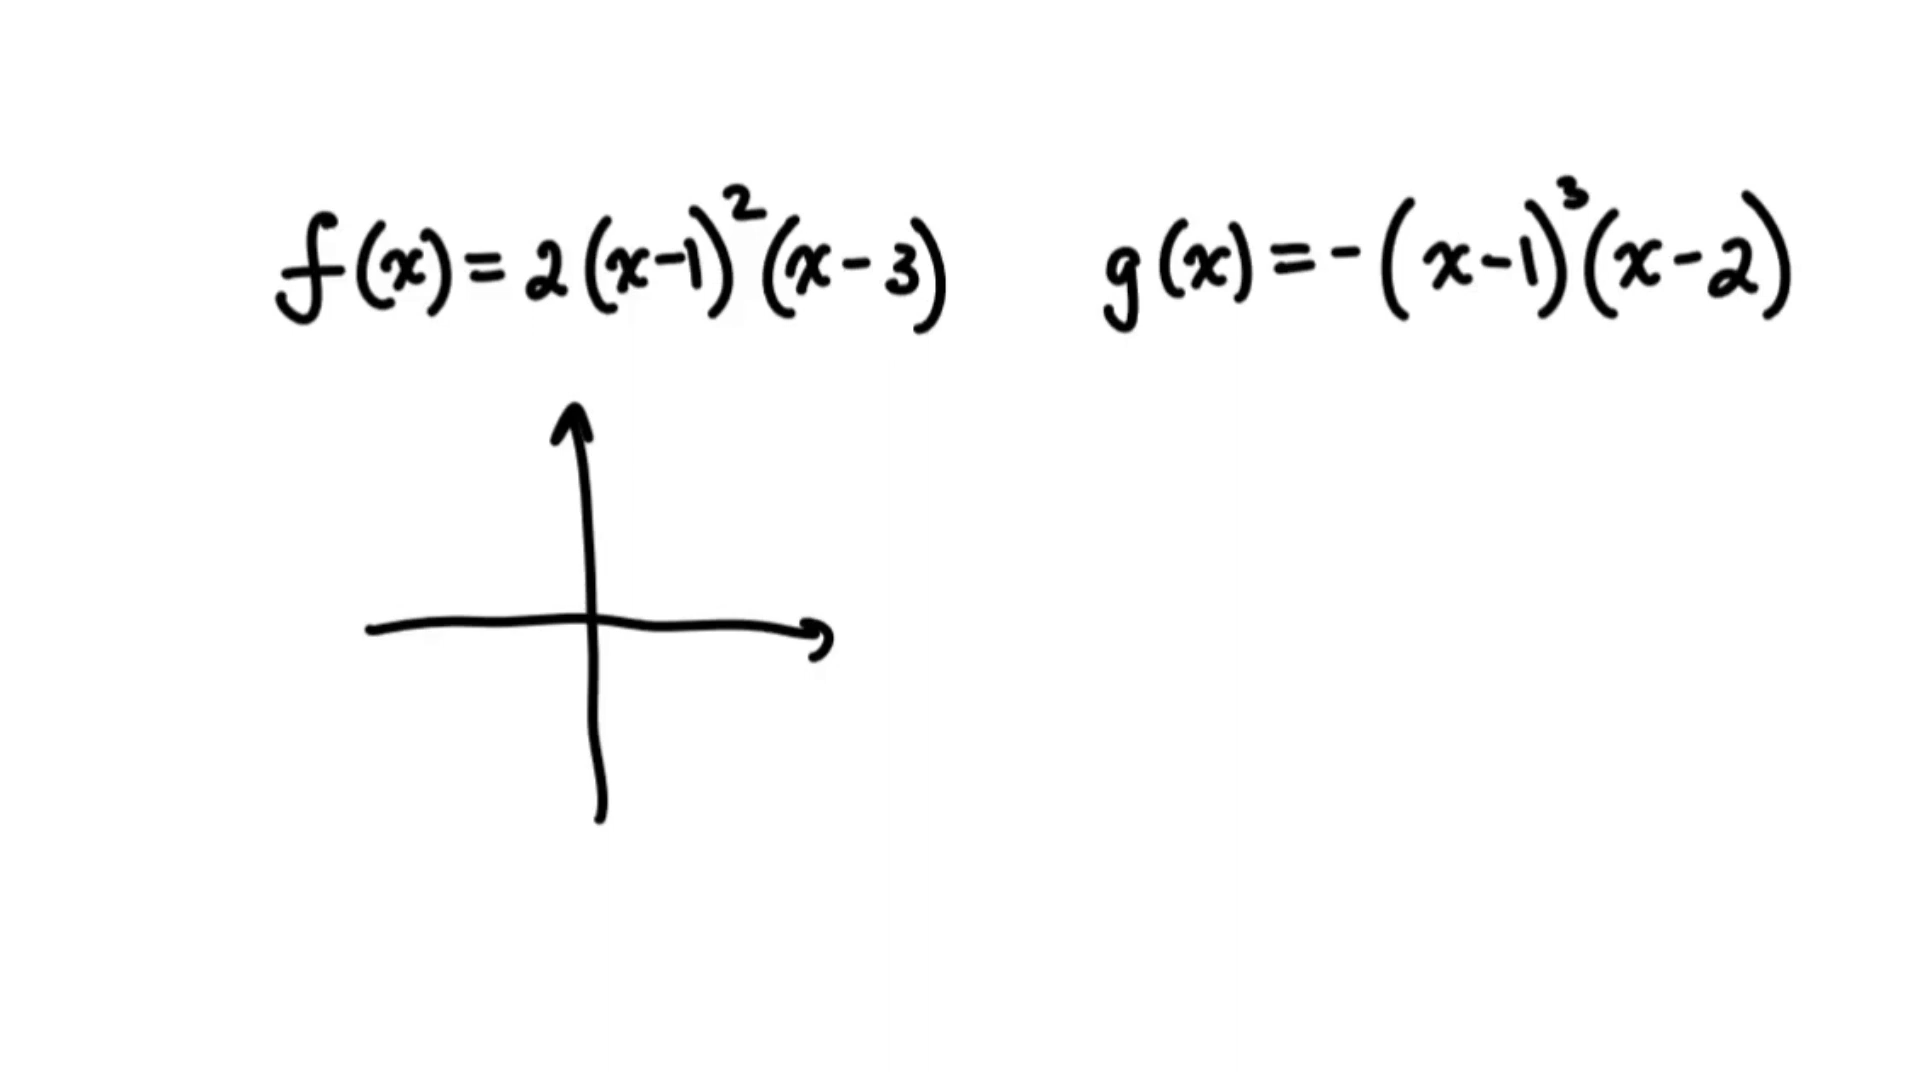 f(x) = 2(x-1)²(x-3)
g(x) = -(x-1)³(x-2)